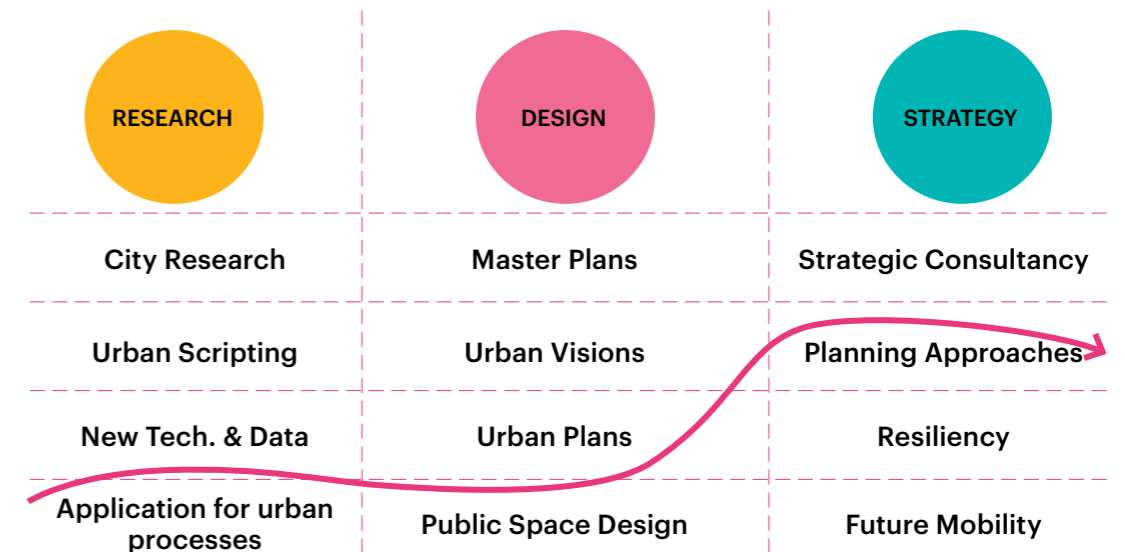 RESEARCH
DESIGN
STRATEGY
City Research
Master Plans
Strategic Consultancy
Urban Scripting
Urban Visions
Planning Approaches
New Tech. & Data
Urban Plans
Resiliency
Application for urban
processes
Public Space Design
Future Mobility